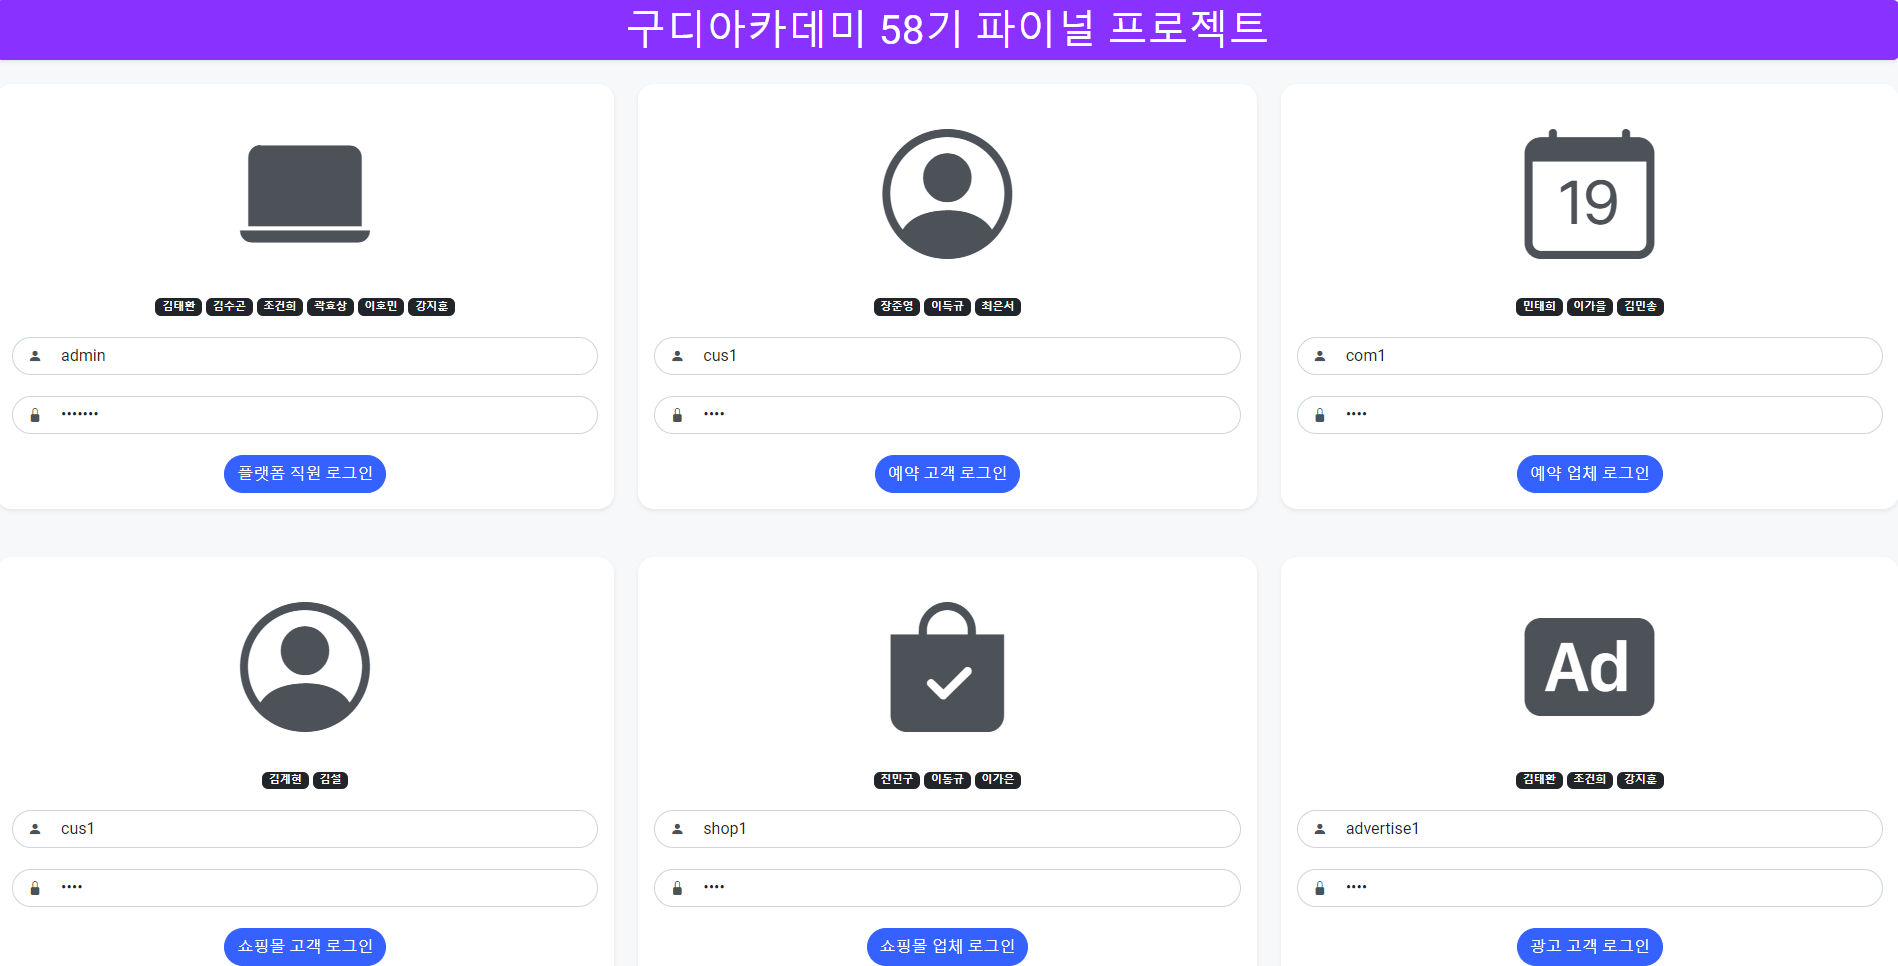 구디아카데미 58기 파이널 프로젝트
김태환 김수곤 조건희 곽효상 이호민 강지훈
admin
•••••••
플랫폼 직원 로그인
장준영 이득규 최은서
cus1
••••
예약 고객 로그인
19
민태희 이가을 김민송
com1
••••
예약 업체 로그인
김계현 김설
cus1
••••
쇼핑몰 고객 로그인
진민구 이동규 이가은
shop1
••••
쇼핑몰 업체 로그인
Ad
김태환 조건희 강지훈
advertise1
••••
광고 고객 로그인